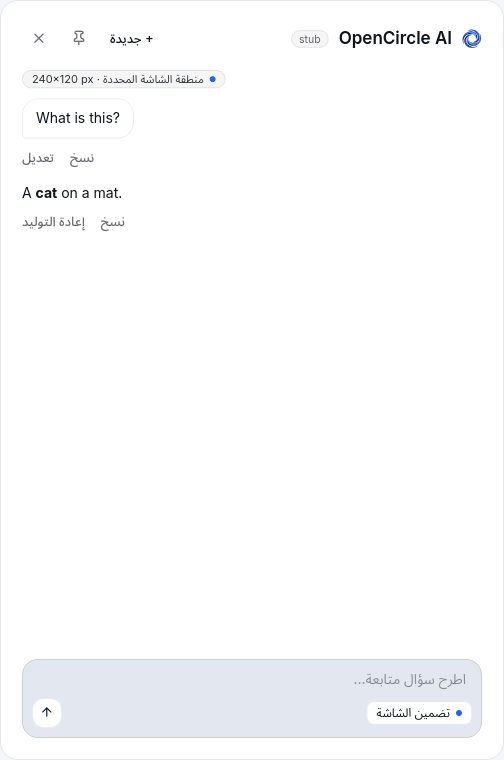 OpenCircle AI stub + جديدة
منطقة الشاشة المحددة · 240×120 px
What is this?
تعديل نسخ
A cat on a mat.
إعادة التوليد نسخ
اطرح سؤال متابعة...
تضمين الشاشة